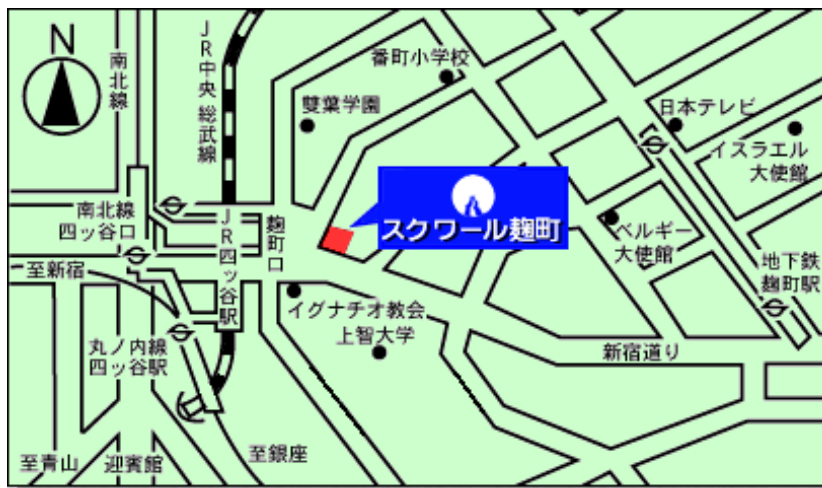 N
南北線
JR中央 総武線
番町小学校
雙葉学園
日本テレビ
イスラエル
大使館
スクワール麹町
南北線
四ッ谷口
JR四ッ谷駅
麹町口
ベルギー
大使館
地下鉄
麹町駅
至新宿
イグナチオ教会
上智大学
新宿通り
丸ノ内線
四ッ谷駅
至銀座
至青山
迎賓館